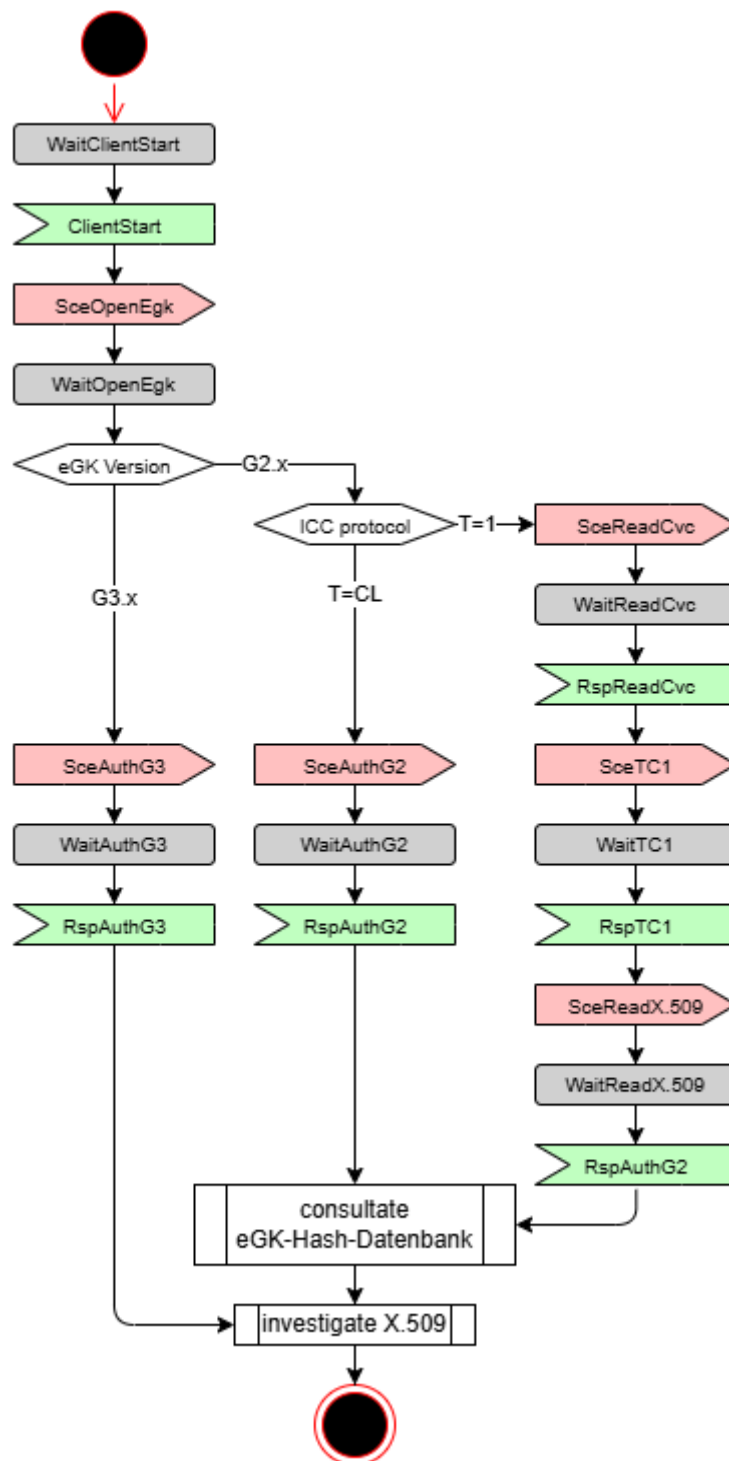 WaitClientStart
ClientStart
SceOpenEgk
WaitOpenEgk
eGK Version
G2.x
ICC protocol
T=1
SceReadCvc
WaitReadCvc
G3.x
T=CL
RspReadCvc
SceAuthG3
SceAuthG2
SceTC1
WaitAuthG3
WaitAuthG2
WaitTC1
RspAuthG3
RspAuthG2
RspTC1
SceReadX.509
WaitReadX.509
RspAuthG2
consultate
eGK-Hash-Datenbank
investigate X.509